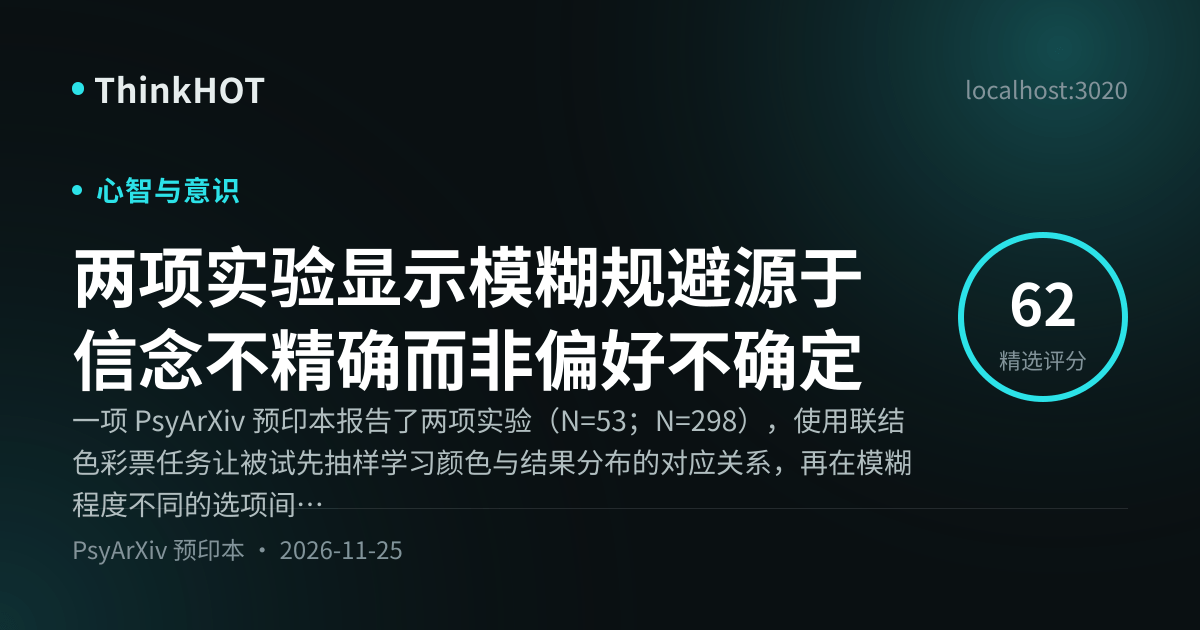 ThinkHOT
localhost:3020
心智与意识
两项实验显示模糊规避源于
信念不精确而非偏好不确定
62
精选评分
一项 PsyArXiv 预印本报告了两项实验（N=53；N=298），使用联结
色彩票任务让被试先抽样学习颜色与结果分布的对应关系，再在模糊
程度不同的选项间…
PsyArXiv 预印本 • 2026-11-25